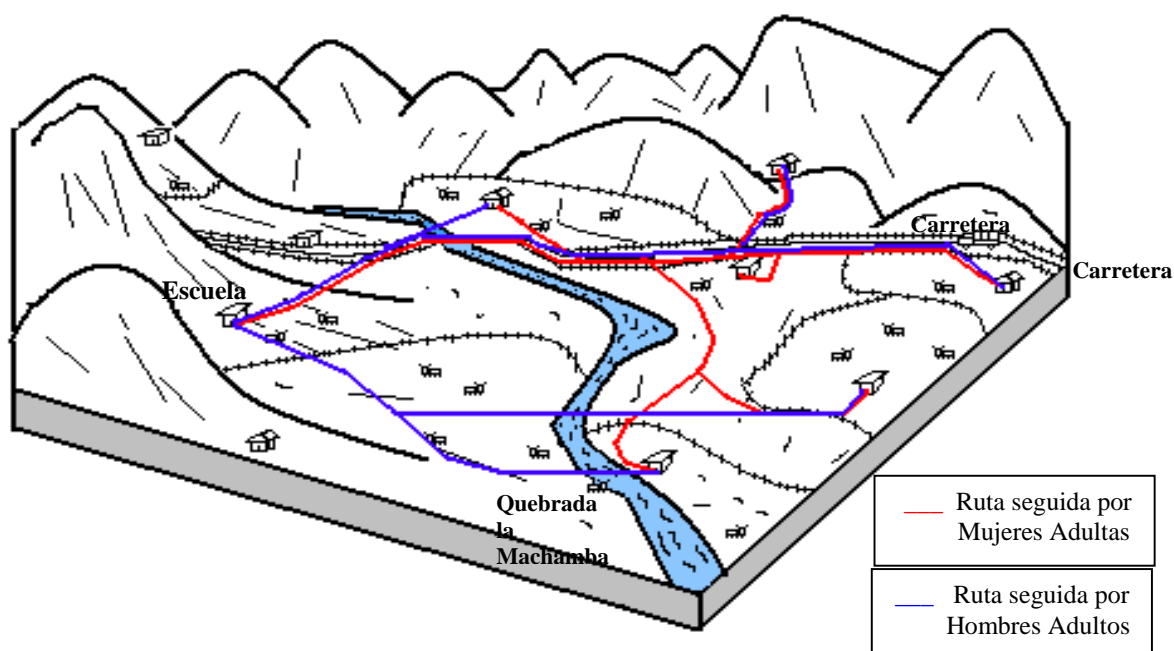 Carretera
Carretera
Escuela
Quebrada
la
Machamba
Ruta seguida por
Mujeres Adultas
Ruta seguida por
Hombres Adultos